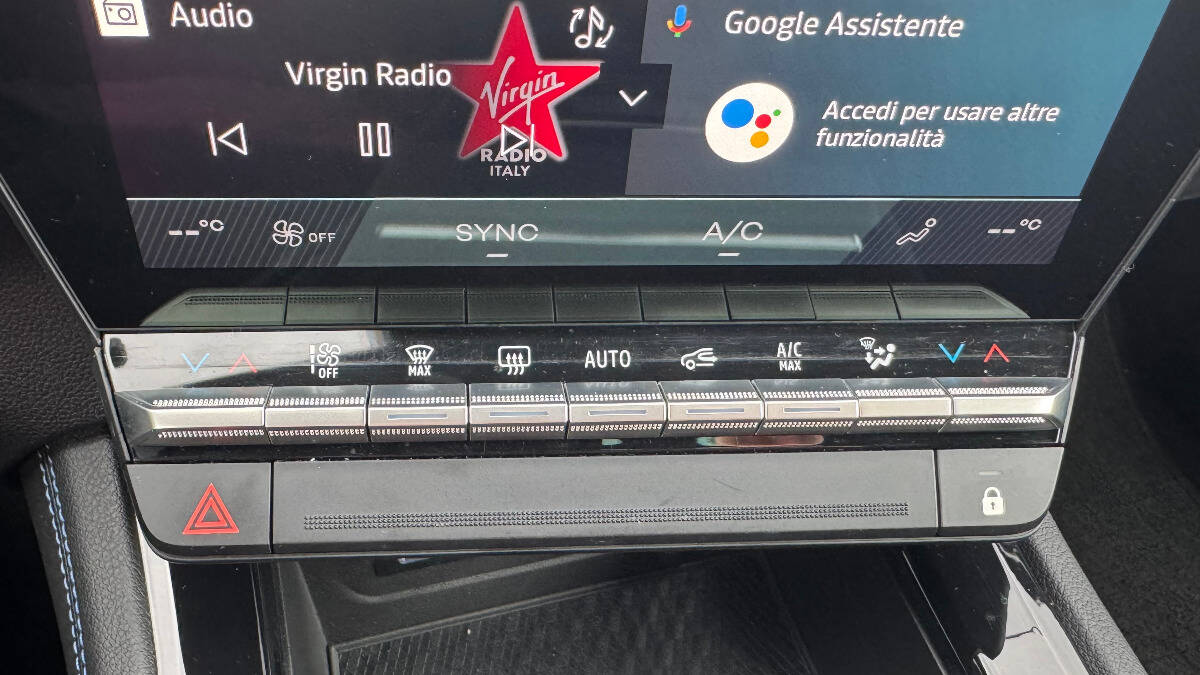 Audio
Google Assistente
Virgin Radio
Virgin
RADIO
ITALY
Accedi per usare altre
funzionalità
--°C
OFF
SYNC
A/C
--°C
OFF
MAX
AUTO
A/C
MAX